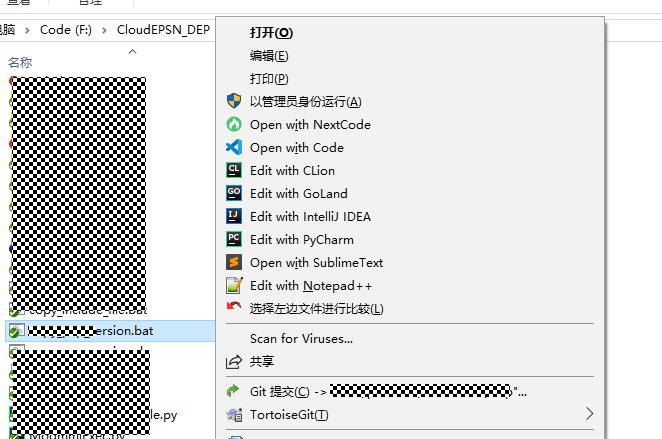 查看 管理
电脑 > Code (F:) > CloudEPSN_DEP
名称
copy_include_file.bat
ersion.bat
le.py
打开(O)
编辑(E)
打印(P)
以管理员身份运行(A)
Open with NextCode
Open with Code
Edit with CLion
Edit with GoLand
Edit with IntelliJ IDEA
Edit with PyCharm
Open with SublimeText
Edit with Notepad++
选择左边文件进行比较(L)
Scan for Viruses...
共享
Git 提交(C) -> "...
TortoiseGit(T)